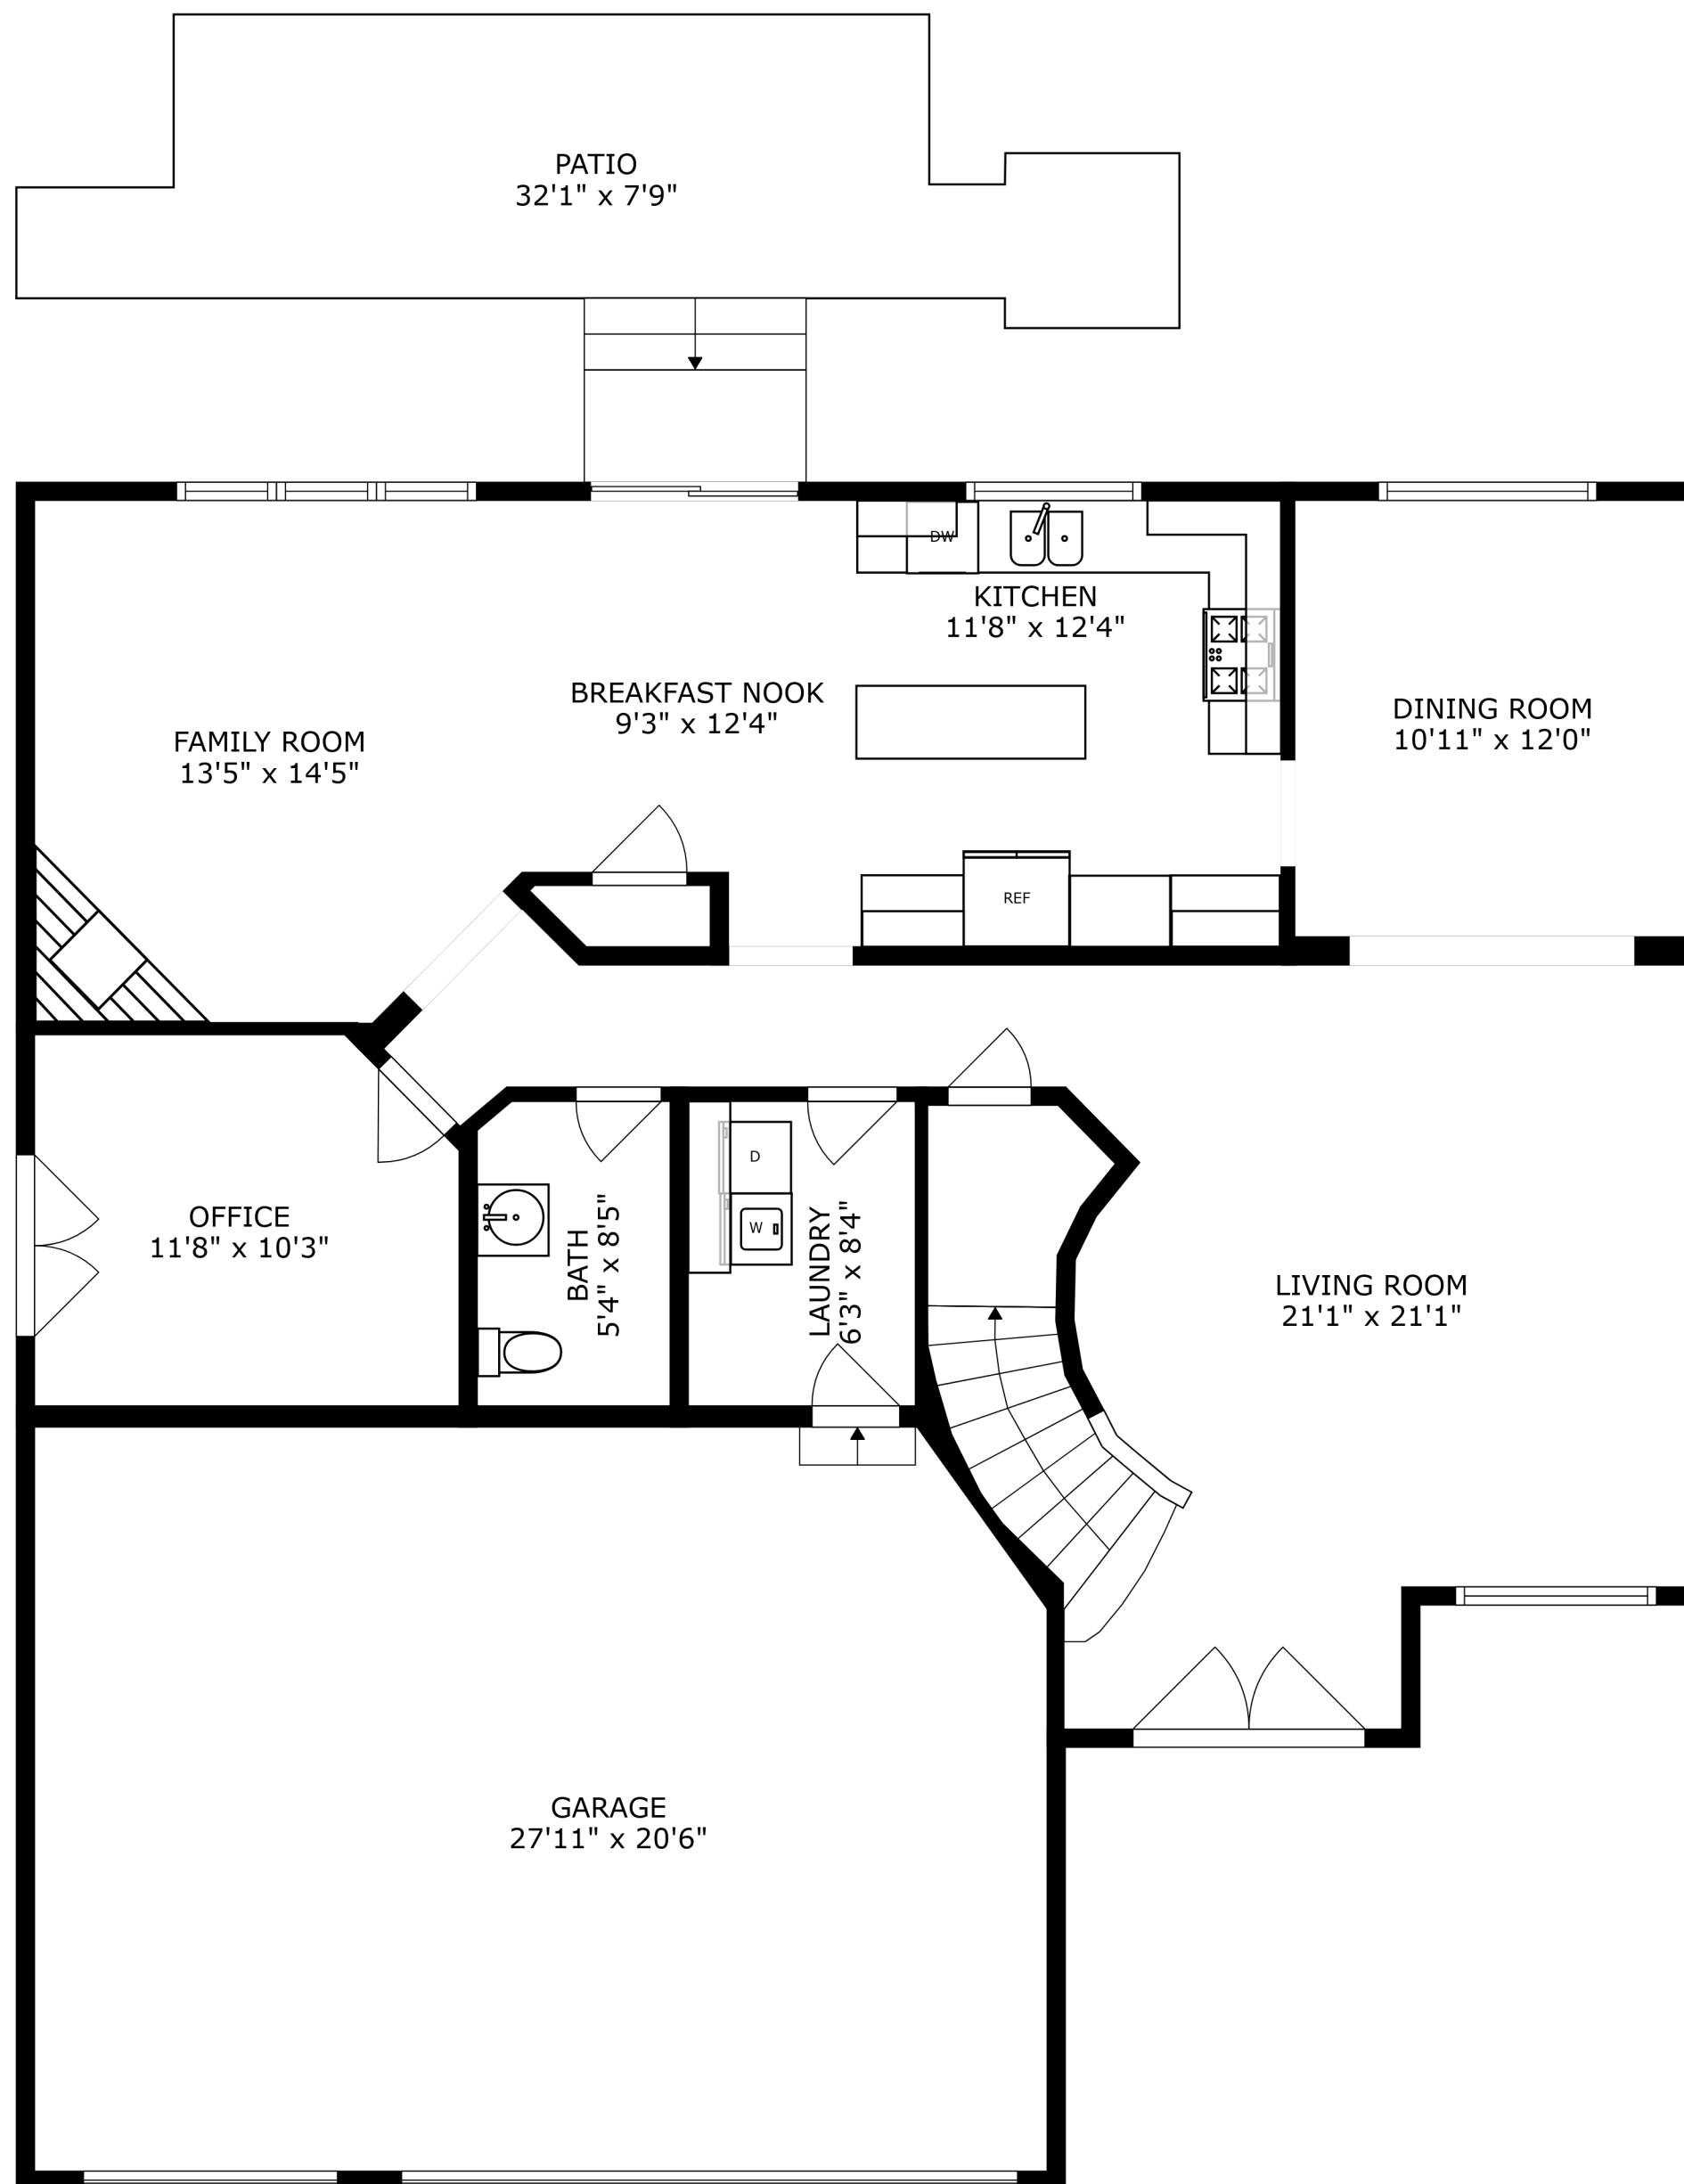 PATIO
32'1" x 7'9"
DW
KITCHEN
11'8" x 12'4"
BREAKFAST NOOK
9'3" x 12'4"
DINING ROOM
10'11" x 12'0"
FAMILY ROOM
13'5" x 14'5"
REF
D
W
OFFICE
11'8" x 10'3"
BATH
5'4" x 8'5"
LAUNDRY
6'3" x 8'4"
LIVING ROOM
21'1" x 21'1"
GARAGE
27'11" x 20'6"